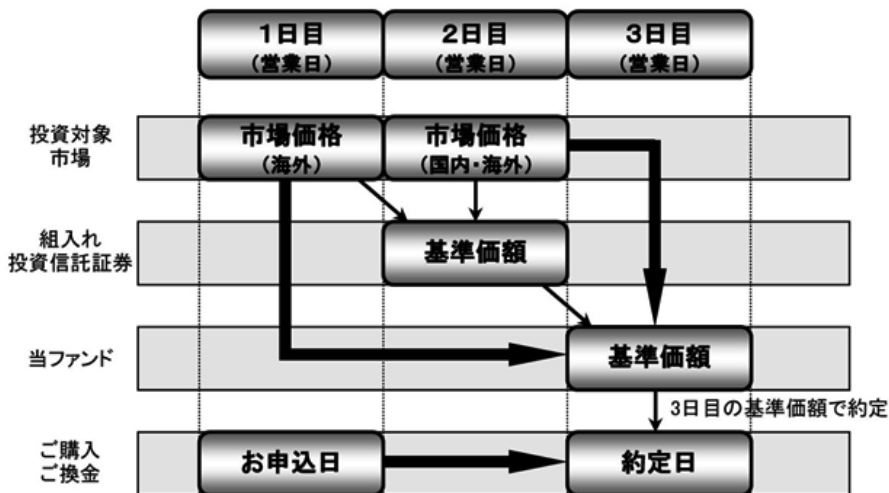 1日目
(営業日)
2日目
(営業日)
3日目
(営業日)
投資対象
市場
市場価格
(海外)
市場価格
(国内・海外)
組入れ
投資信託証券
基準価額
当ファンド
基準価額
3日目の基準価額で約定
ご購入
ご換金
お申込日
約定日